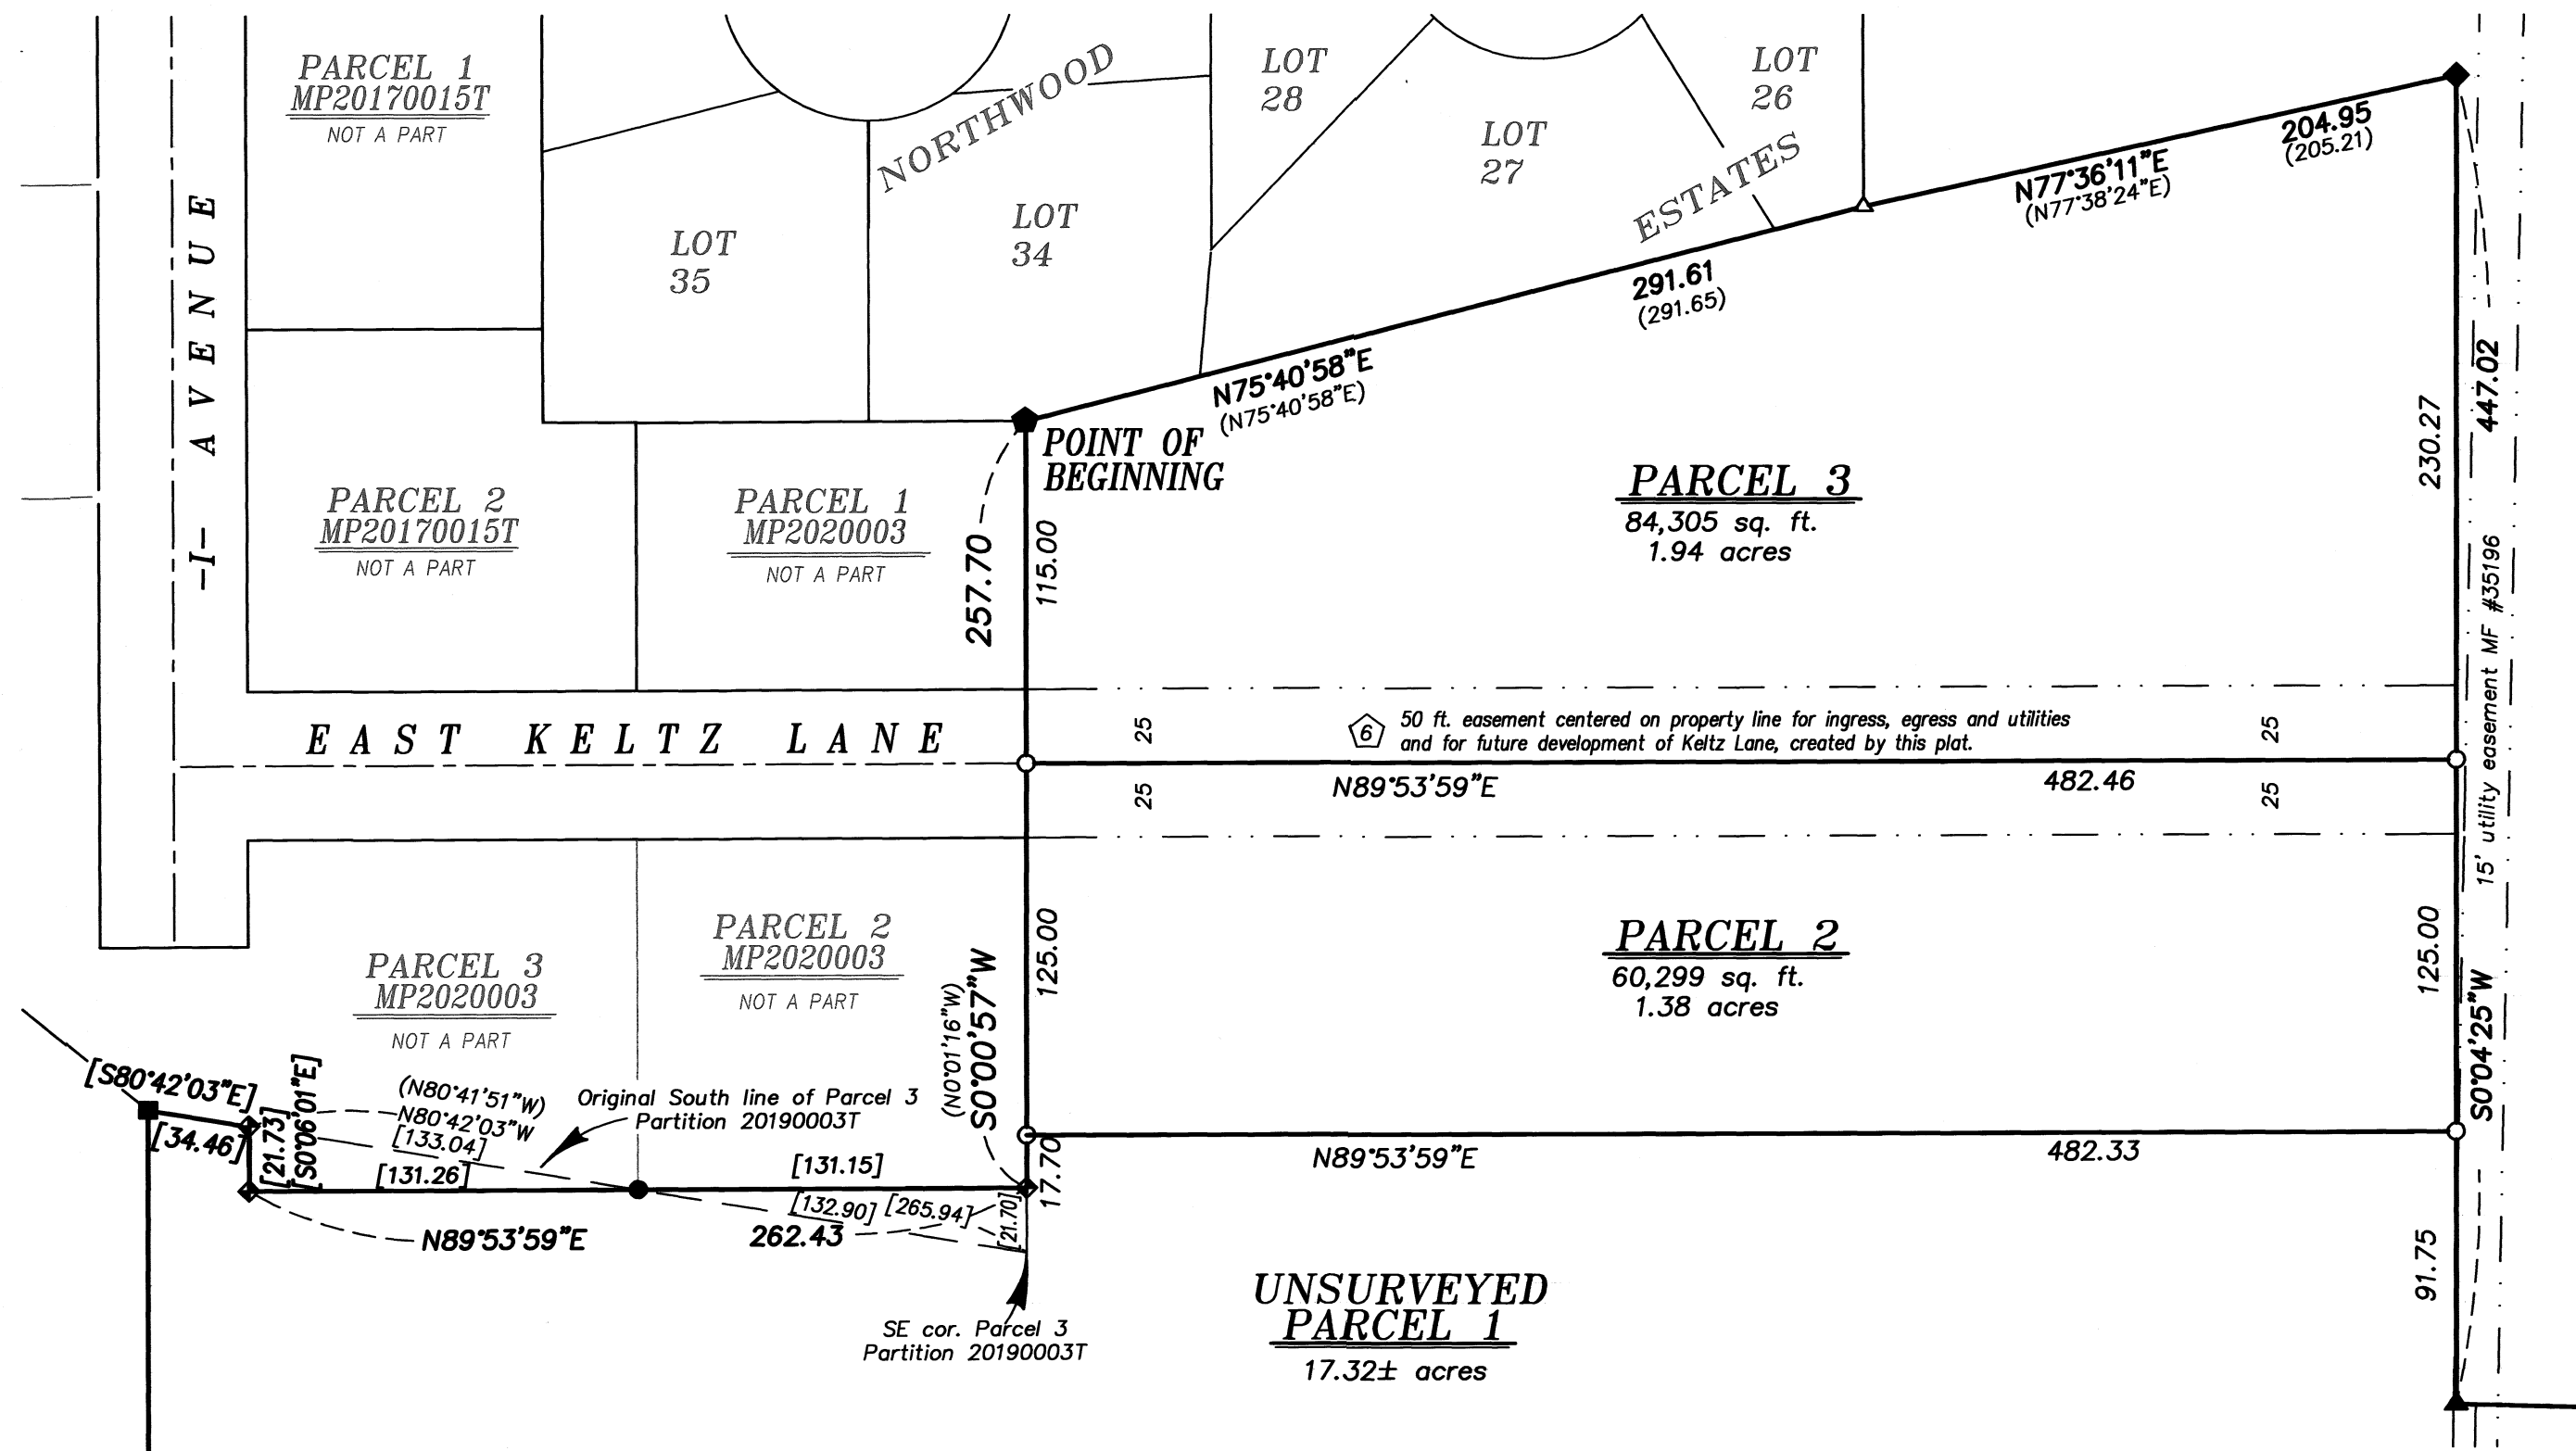 PARCEL 1
MP20170015T
NOT A PART
NORTHWOOD
LOT
28
LOT
26
LOT
27
ESTATES
LOT
34
LOT
35
204.95
(205.21)
N77°36'11"E
(N77°38'24"E)
291.61
(291.65)
N75°40'58"E
(N75°40'58"E)
-I- AVENUE
POINT OF
BEGINNING
PARCEL 2
MP20170015T
NOT A PART
PARCEL 1
MP2020003
NOT A PART
257.70
115.00
PARCEL 3
84,305 sq. ft.
1.94 acres
230.27
447.02
15' utility easement MF #35196
EAST KELTZ LANE
25
6
50 ft. easement centered on property line for ingress, egress and utilities
and for future development of Keltz Lane, created by this plat.
25
N89°53'59"E
482.46
25
25
PARCEL 3
MP2020003
NOT A PART
PARCEL 2
MP2020003
NOT A PART
(N0°01'16"W)
S0°00'57"W
125.00
PARCEL 2
60,299 sq. ft.
1.38 acres
125.00
S0°04'25"W
[S80°42'03"E]
[34.46]
[21.73]
[S0°06'01"E]
(N80°41'51"W)
N80°42'03"W
[133.04]
[131.26]
Original South line of Parcel 3
Partition 20190003T
[131.15]
[132.90]
[265.94]
[21.70]
17.70
N89°53'59"E
482.33
N89°53'59"E
262.43
91.75
SE cor. Parcel 3
Partition 20190003T
UNSURVEYED
PARCEL 1
17.32± acres